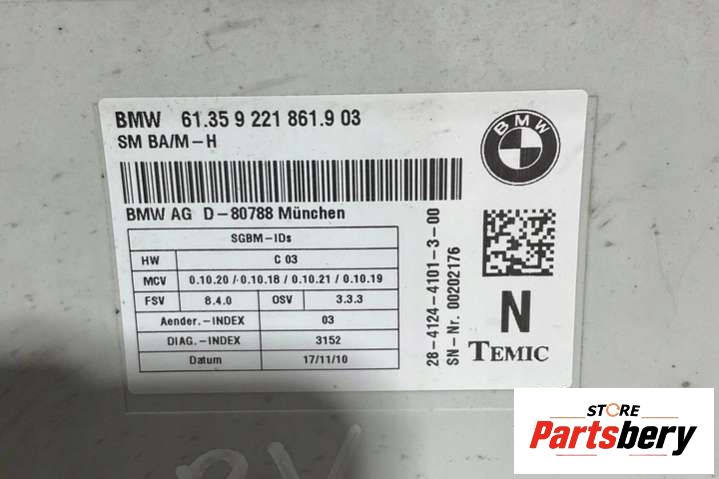 BMW 61.35 9 221 861.9 03
SM BA/M-H
BMW
BMW AG D-80788 München
SGBM-IDs
HW C 03
MCV 0.10.20 / 0.10.18 / 0.10.21 / 0.10.19
FSV 8.4.0 OSV 3.3.3
Aender.-INDEX 03
DIAG.-INDEX 3152
Datum 17/11/10
28-4124-4101-3-00
SN-Nr. 00202176
N
TEMIC
STORE
Partsbery